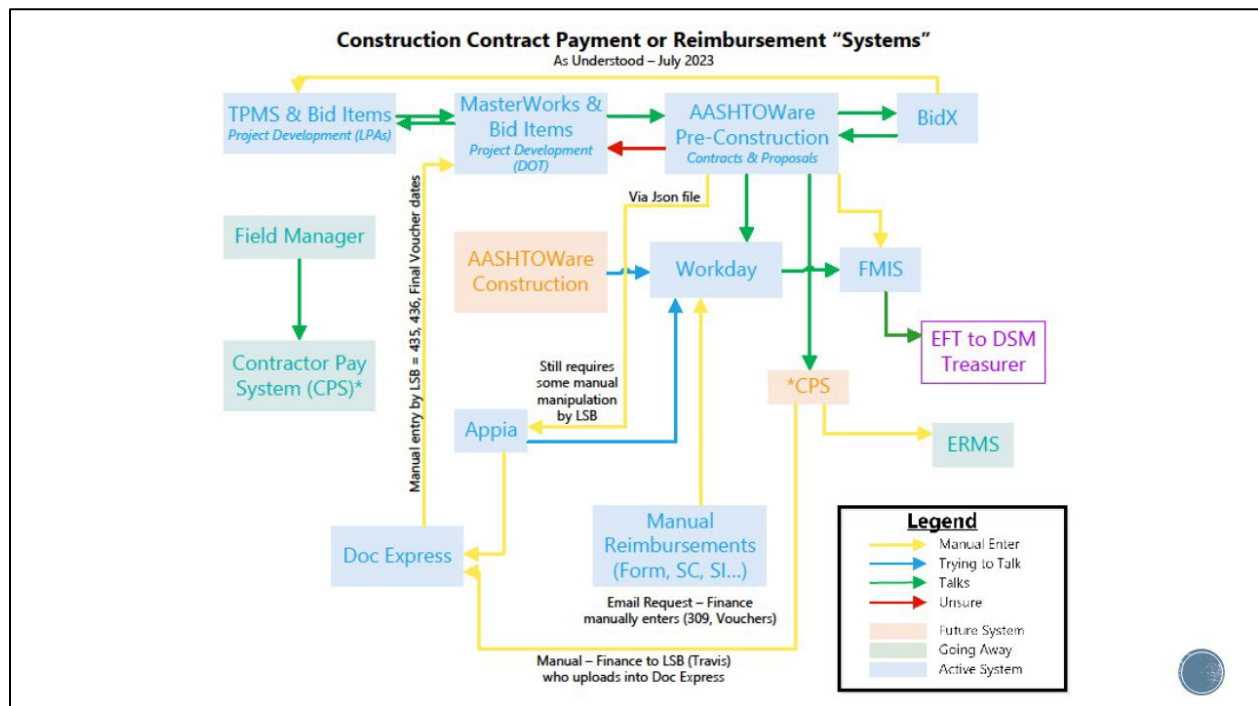 Construction Contract Payment or Reimbursement “Systems”
As Understood – July 2023
TPMS & Bid Items
Project Development (LPAs)
MasterWorks &
Bid Items
Project Development
(DOT)
AASHTOWare
Pre-Construction
Contracts & Proposals
BidX
Via Json file
Field Manager
AASHTOWare
Construction
Workday
FMIS
Manual entry by LSB = 435, 436, Final Voucher dates
Contractor Pay
System (CPS)*
EFT to DSM
Treasurer
Still requires
some manual
manipulation
by LSB
*CPS
Appia
ERMS
Doc Express
Manual
Reimbursements
(Form, SC, SI...)
Email Request – Finance
manually enters (309, Vouchers)
Manual – Finance to LSB (Travis)
who uploads into Doc Express
Legend
Manual Enter
Trying to Talk
Talks
Unsure
Future System
Going Away
Active System